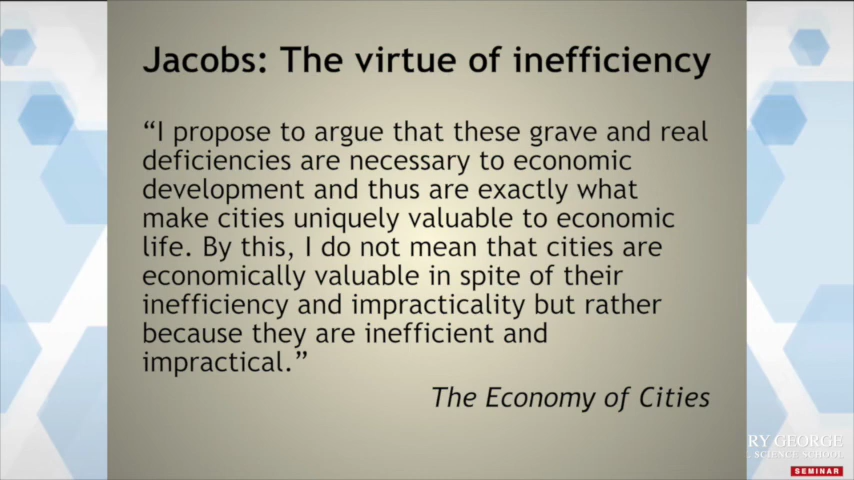 Jacobs: The virtue of inefficiency
“I propose to argue that these grave and real
deficiencies are necessary to economic
development and thus are exactly what
make cities uniquely valuable to economic
life. By this, I do not mean that cities are
economically valuable in spite of their
inefficiency and impracticality but rather
because they are inefficient and
impractical.”
The Economy of Cities
RY GEORGE
SCIENCE SCHOOL
SEMINAR